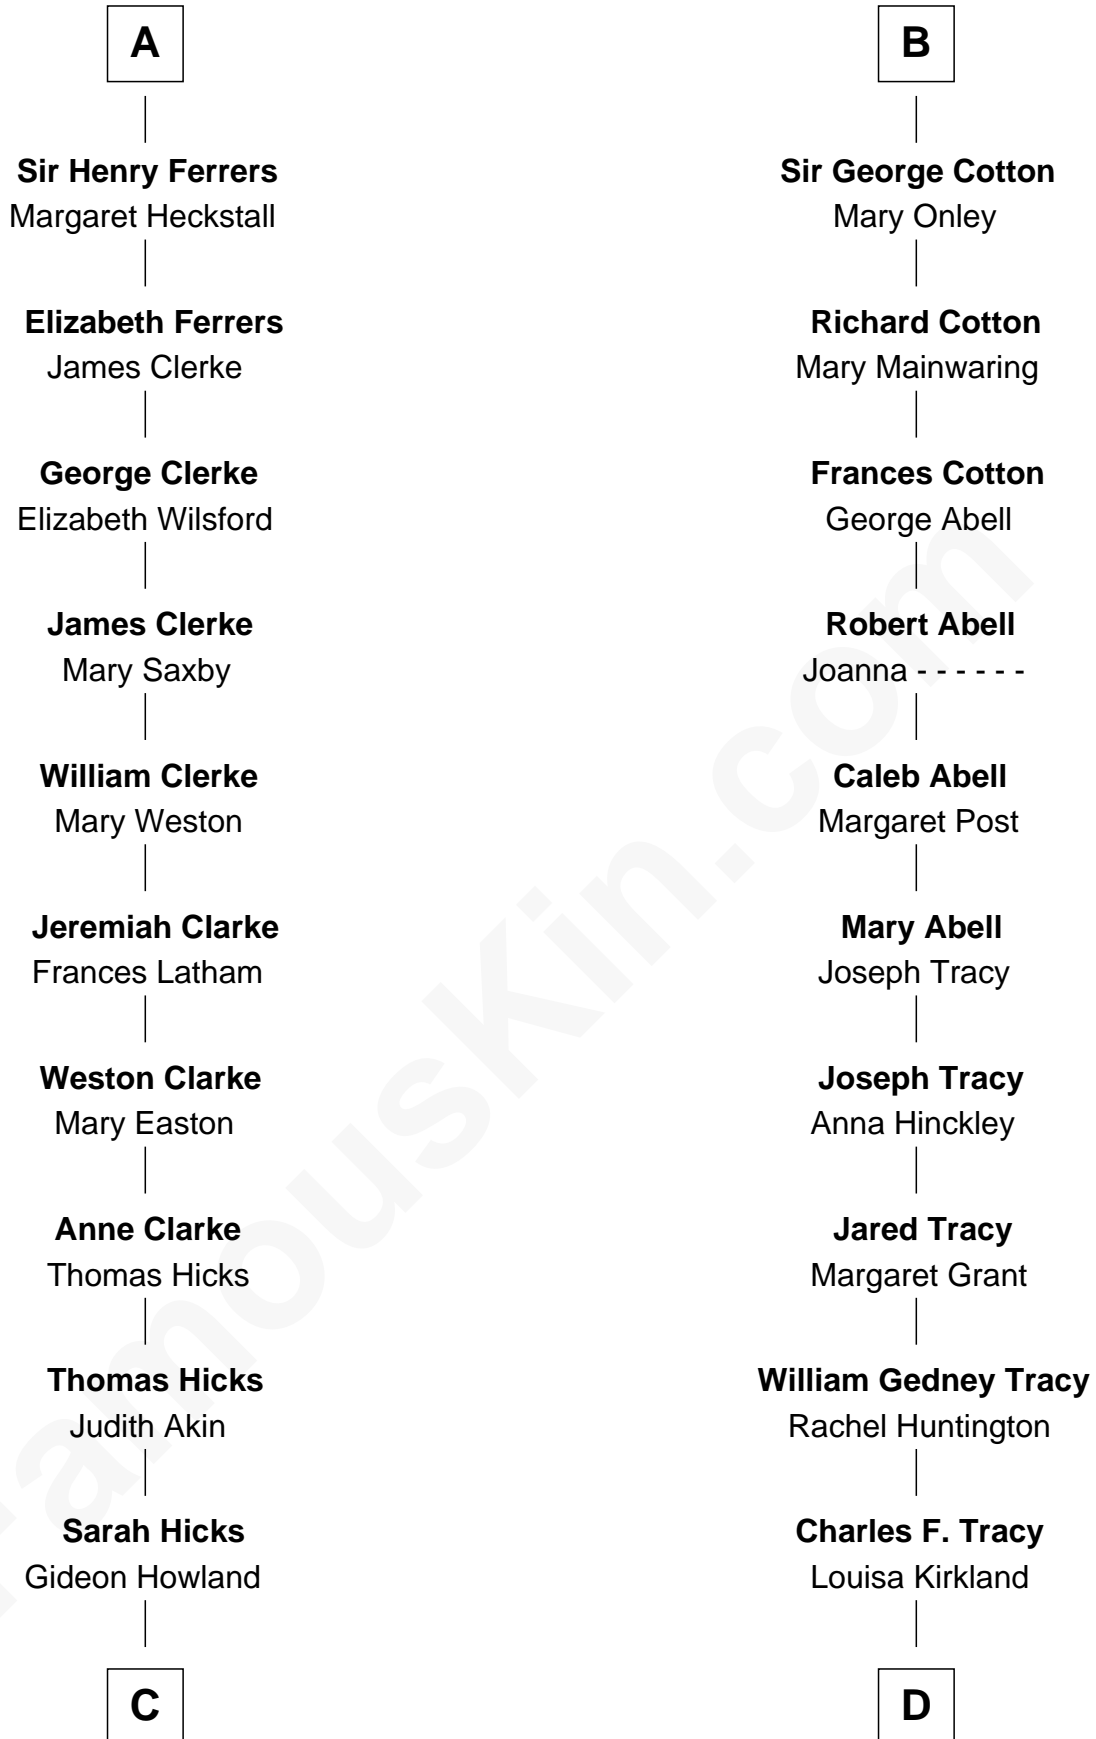 A
Sir Henry Ferrers
Margaret Heckstall
Elizabeth Ferrers
James Clerke
George Clerke
Elizabeth Wilsford
James Clerke
Mary Saxby
William Clerke
Mary Weston
Jeremiah Clarke
Frances Latham
Weston Clarke
Mary Easton
Anne Clarke
Thomas Hicks
Thomas Hicks
Judith Akin
Sarah Hicks
Gideon Howland
C
B
Sir George Cotton
Mary Onley
Richard Cotton
Mary Mainwaring
Frances Cotton
George Abell
Robert Abell
Joanna - - - - - -
Caleb Abell
Margaret Post
Mary Abell
Joseph Tracy
Joseph Tracy
Anna Hinckley
Jared Tracy
Margaret Grant
William Gedney Tracy
Rachel Huntington
Charles F. Tracy
Louisa Kirkland
D
FamousKin.com